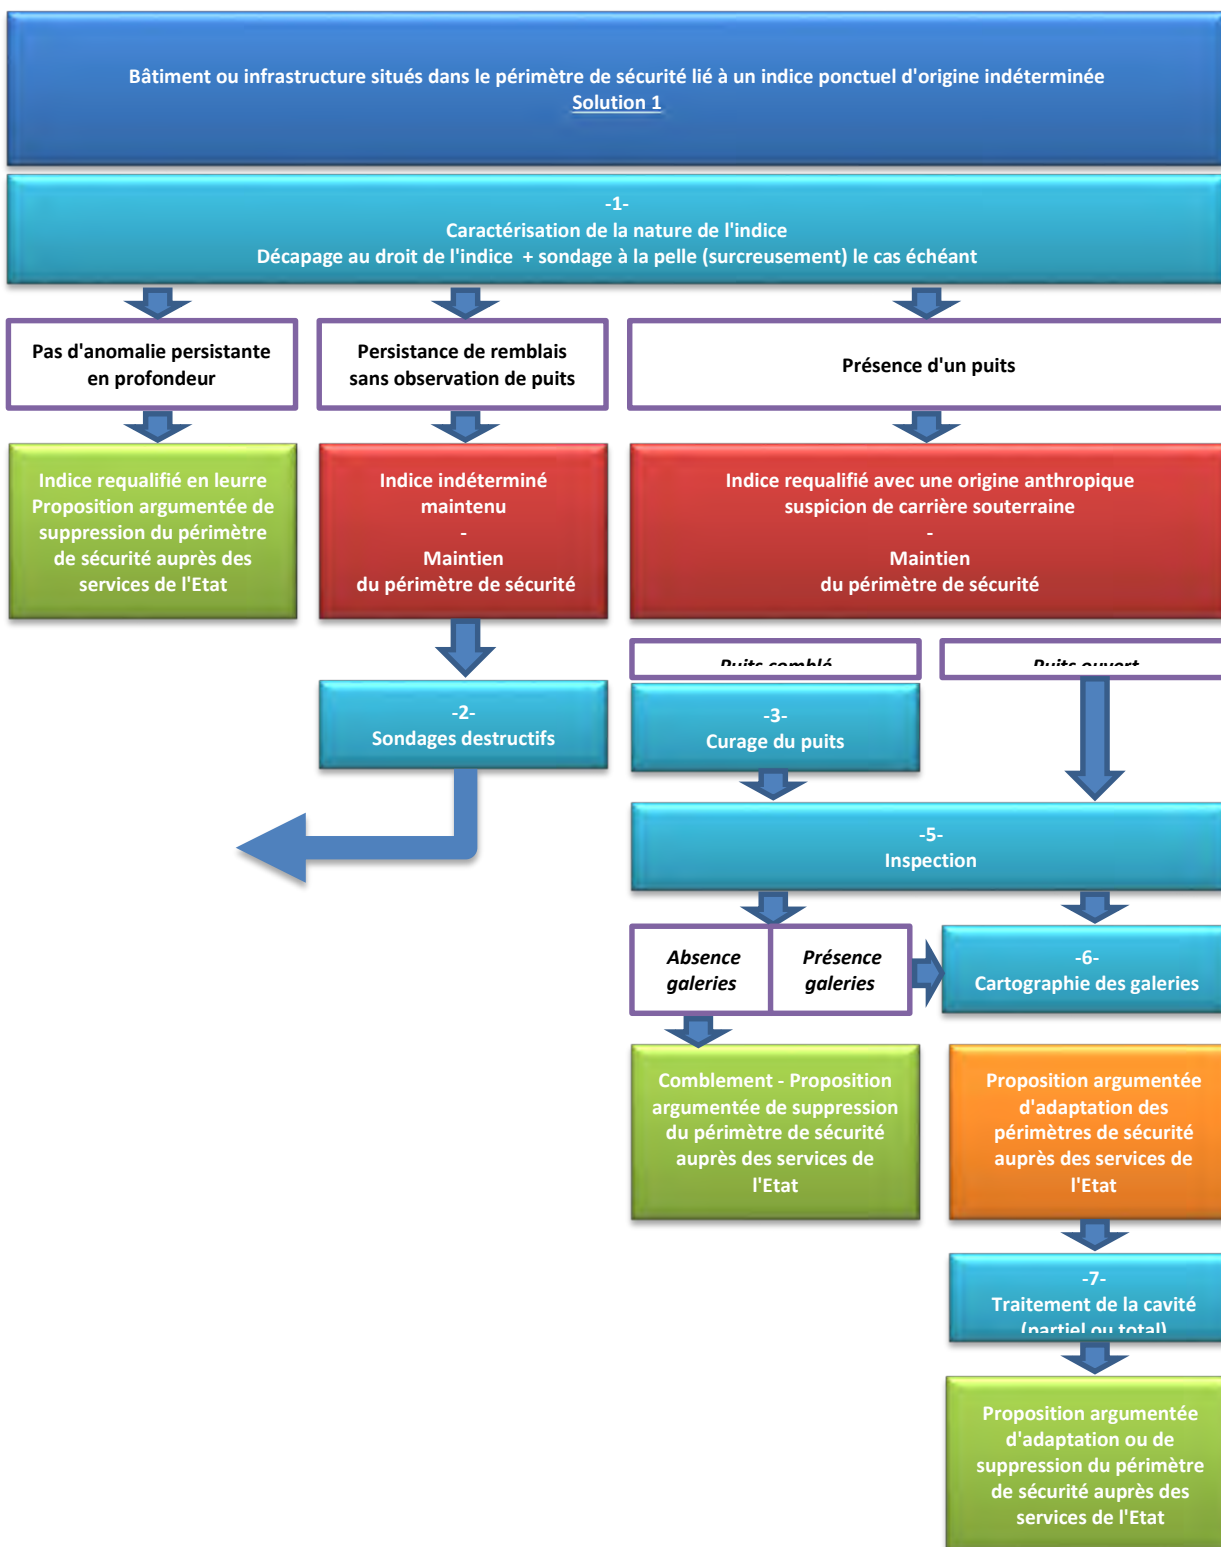 Bâtiment ou infrastructure situés dans le périmètre de sécurité lié à un indice ponctuel d'origine indéterminée
Solution 1
-1-
Caractérisation de la nature de l'indice
Décapage au droit de l'indice + sondage à la pelle (surcreusement) le cas échéant
Pas d'anomalie persistante
en profondeur
Persistance de remblais
sans observation de puits
Présence d'un puits
Indice requalifié en leurre
Proposition argumentée de
suppression du périmètre
de sécurité auprès des
services de l'Etat
Indice indéterminé
maintenu
-
Maintien
du périmètre de sécurité
Indice requalifié avec une origine anthropique
suspicion de carrière souterraine
-
Maintien
du périmètre de sécurité
Puits comblé
Puits ouvert
-2-
Sondages destructifs
-3-
Curage du puits
-5-
Inspection
Absence
galeries
Présence
galeries
-6-
Cartographie des galeries
Comblement - Proposition
argumentée de suppression
du périmètre de sécurité
auprès des services de
l'Etat
Proposition argumentée
d'adaptation des
périmètres de sécurité
auprès des services de
l'Etat
-7-
Traitement de la cavité
(partiel ou total)
Proposition argumentée
d'adaptation ou de
suppression du périmètre
de sécurité auprès des
services de l'Etat